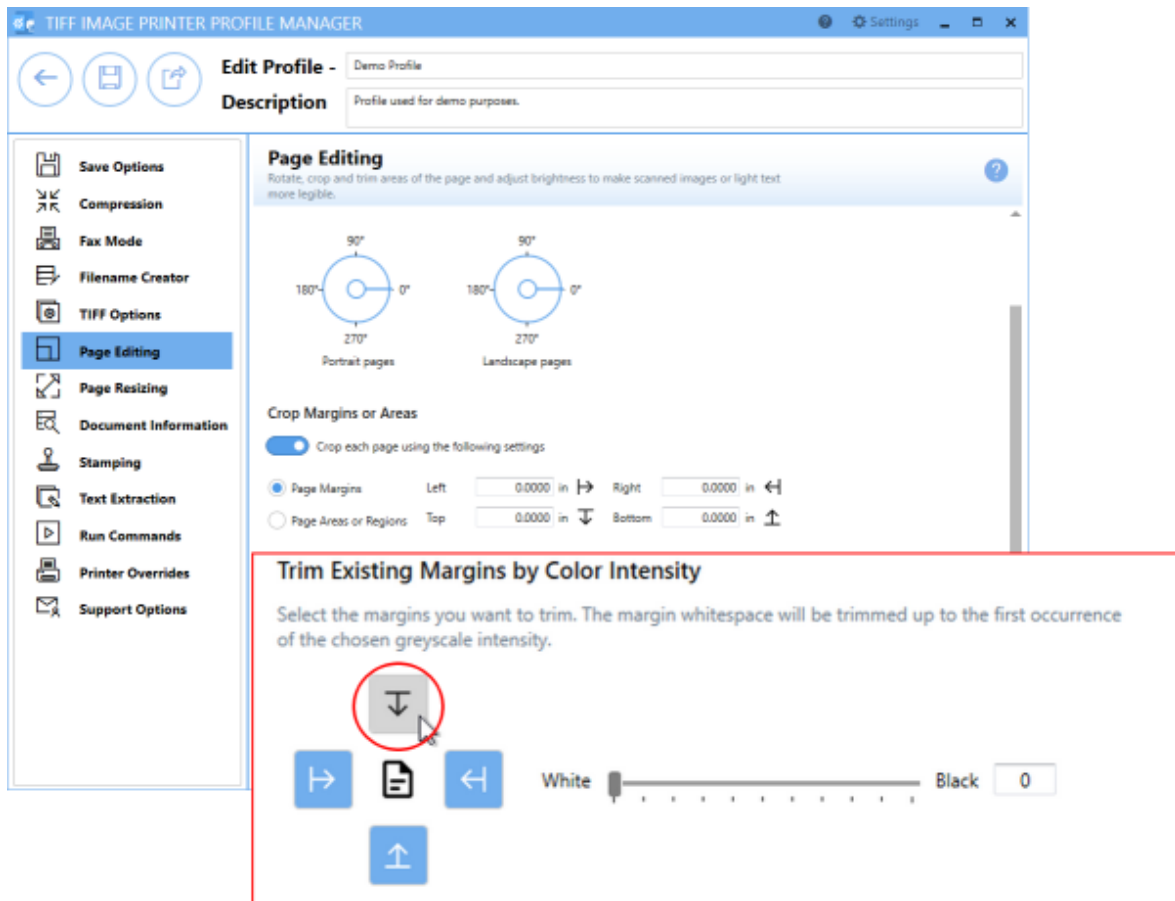 TIFF IMAGE PRINTER PROFILE MANAGER
Settings
Edit Profile - Demo Profile
Description Profile used for demo purposes.
Save Options
Compression
Fax Mode
Filename Creator
TIFF Options
Page Editing
Page Resizing
Document Information
Stamping
Text Extraction
Run Commands
Printer Overrides
Support Options
Page Editing
Rotate, crop and trim areas of the page and adjust brightness to make scanned images or light text
more legible.
90° 90°
180° 0° 180° 0°
270° 270°
Portrait pages Landscape pages
Crop Margins or Areas
Crop each page using the following settings
Page Margins Left 0.0000 in Right 0.0000 in
Page Areas or Regions Top 0.0000 in Bottom 0.0000 in
Trim Existing Margins by Color Intensity
Select the margins you want to trim. The margin whitespace will be trimmed up to the first occurrence
of the chosen greyscale intensity.
White Black 0